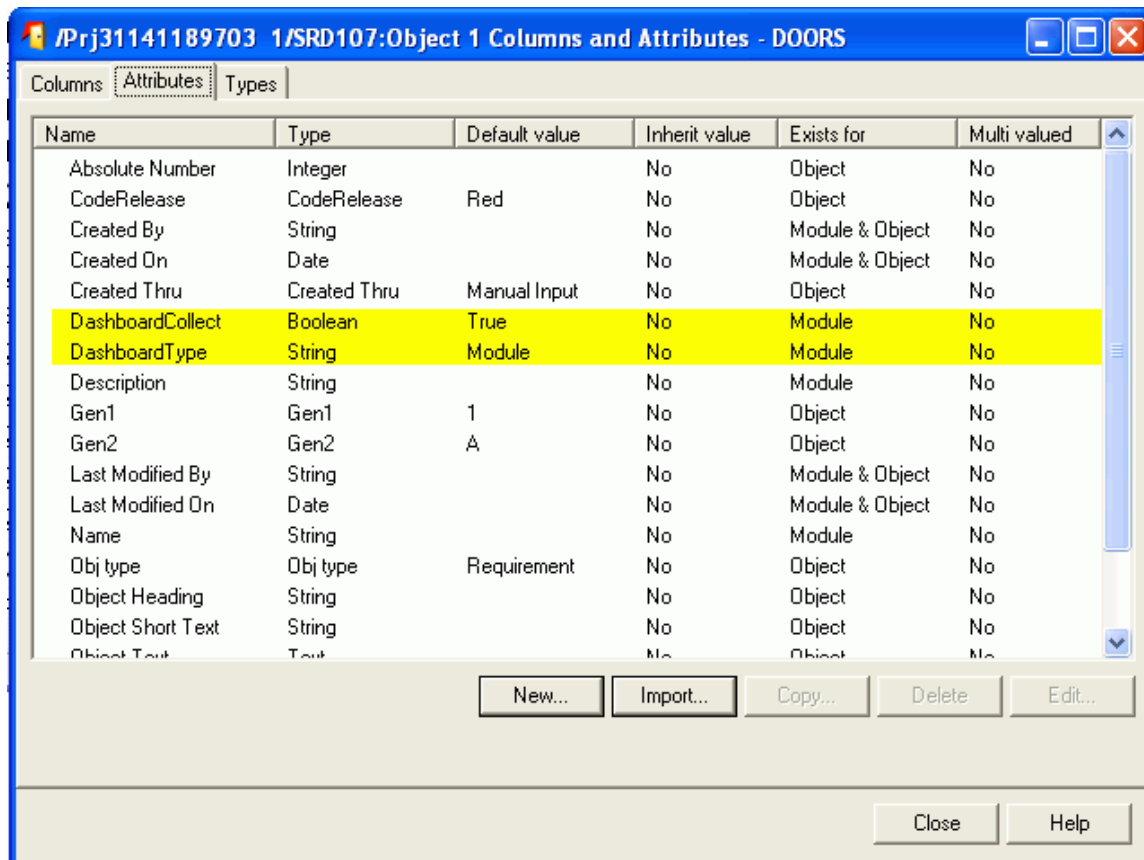 /Prj31141189703 1/SRD107:Object 1 Columns and Attributes - DOORS
Columns Attributes Types
Name Type Default value Inherit value Exists for Multi valued
Absolute Number Integer No Object No
CodeRelease CodeRelease Red No Object No
Created By String No Module & Object No
Created On Date No Module & Object No
Created Thru Created Thru Manual Input No Object No
DashboardCollect Boolean True No Module No
DashboardType String Module No Module No
Description String No Module No
Gen1 Gen1 1 No Object No
Gen2 Gen2 A No Object No
Last Modified By String No Module & Object No
Last Modified On Date No Module & Object No
Name String No Module No
Obj type Obj type Requirement No Object No
Object Heading String No Object No
Object Short Text String No Object No
Object Text Text No Object No
New... Import... Copy... Delete Edit...
Close Help